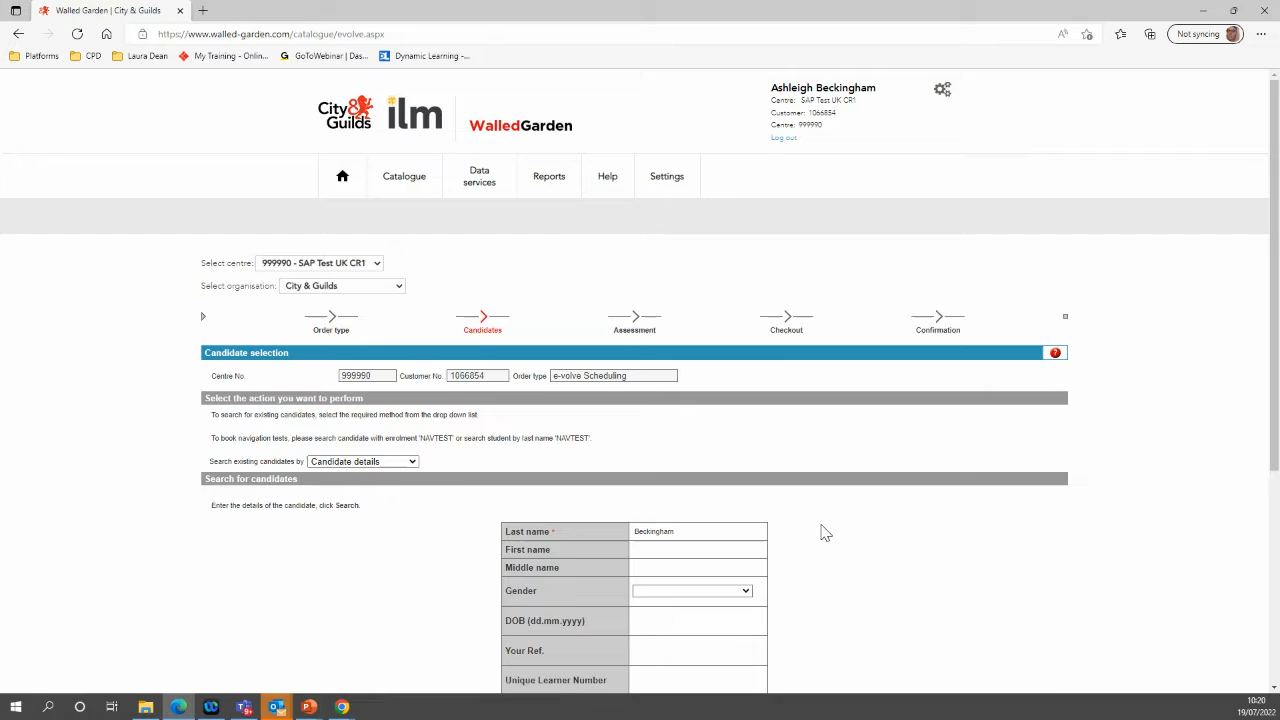 Walled Garden | City & Guilds
https://www.walled-garden.com/catalogue/evolve.aspx
Not syncing
Platforms
CPD
Laura Dean
My Training - Onlin...
GoToWebinar | Das...
Dynamic Learning -...
City & Guilds
ilm
WalledGarden
Ashleigh Beckingham
Centre: SAP Test UK CR1
Customer: 1066854
Centre: 999990
Log out
Catalogue
Data services
Reports
Help
Settings
Select centre: 999990 - SAP Test UK CR1
Select organisation: City & Guilds
Order type
Candidates
Assessment
Checkout
Confirmation
Candidate selection
?
Centre No. 999990 Customer No. 1066854 Order type e-volve Scheduling
Select the action you want to perform
To search for existing candidates, select the required method from the drop down list
To book navigation tests, please search candidate with enrolment 'NAVTEST' or search student by last name 'NAVTEST'.
Search existing candidates by Candidate details
Search for candidates
Enter the details of the candidate, click Search.
Last name * Beckingham
First name
Middle name
Gender
DOB (dd.mm.yyyy)
Your Ref.
Unique Learner Number
10:20
19/07/2022